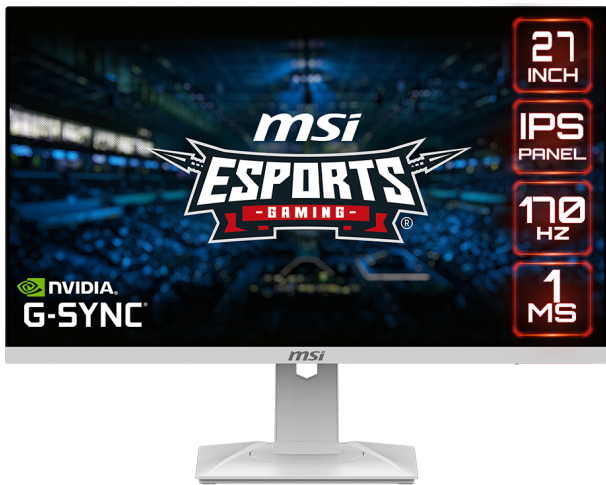 msi
ESPORTS
-GAMING-
®
27
INCH
IPS
PANEL
170
HZ
1
MS
NVIDIA®
G-SYNC®
msi